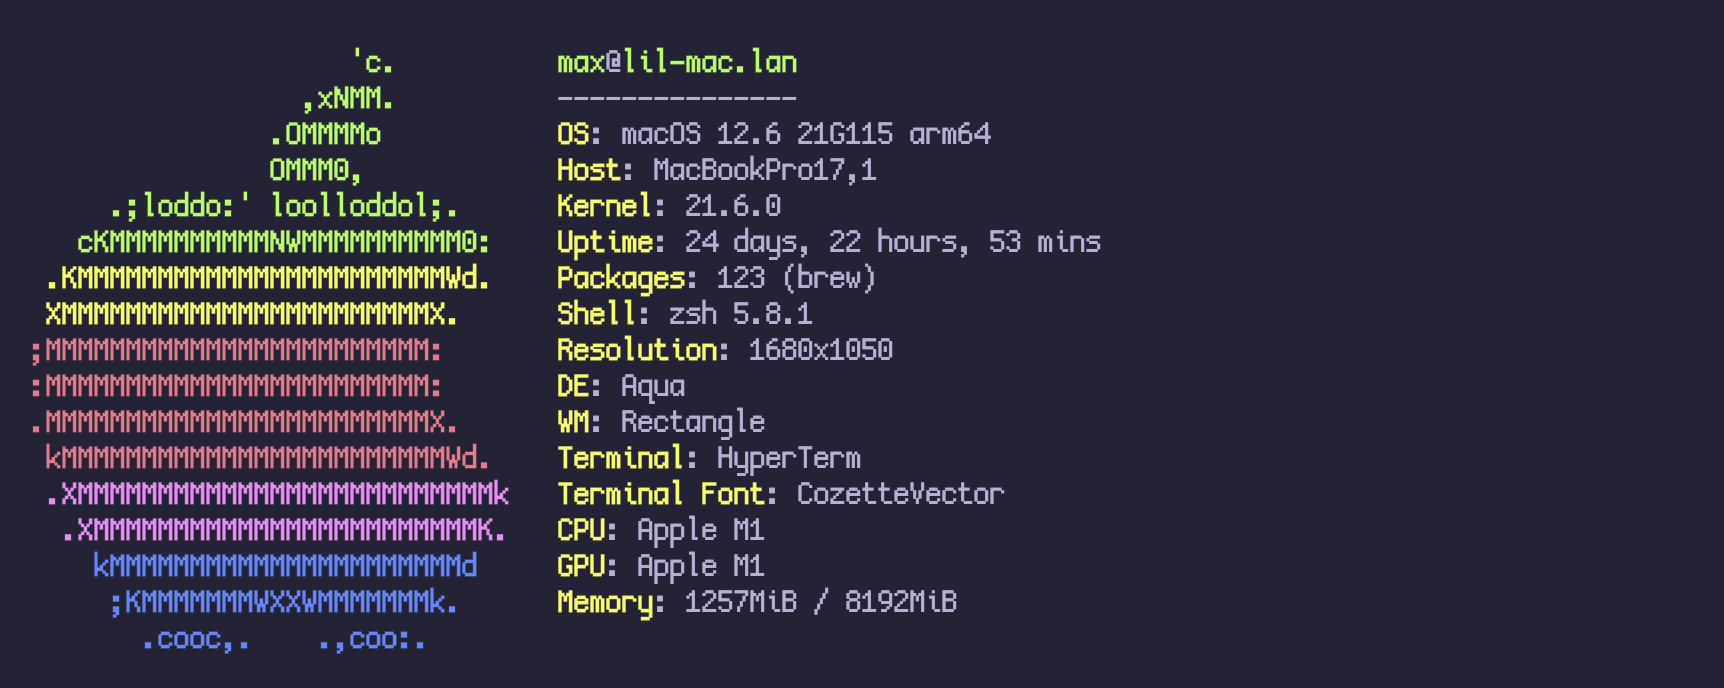 'c.          max@lil-mac.lan
                 ,xNMM.          ---------------
               .OMMMMo           OS: macOS 12.6 21G115 arm64
               OMMM0,            Host: MacBookPro17,1
     .;loddo:' loolloddol;.      Kernel: 21.6.0
   cKMMMMMMMMMMNWMMMMMMMMMM0:    Uptime: 24 days, 22 hours, 53 mins
 .KMMMMMMMMMMMMMMMMMMMMMMMWd.    Packages: 123 (brew)
 XMMMMMMMMMMMMMMMMMMMMMMMX.      Shell: zsh 5.8.1
;MMMMMMMMMMMMMMMMMMMMMMMM:       Resolution: 1680x1050
:MMMMMMMMMMMMMMMMMMMMMMMM:       DE: Aqua
.MMMMMMMMMMMMMMMMMMMMMMMMX.      WM: Rectangle
 kMMMMMMMMMMMMMMMMMMMMMMMMWd.    Terminal: HyperTerm
 .XMMMMMMMMMMMMMMMMMMMMMMMMMMk   Terminal Font: CozetteVector
  .XMMMMMMMMMMMMMMMMMMMMMMMMK.   CPU: Apple M1
    kMMMMMMMMMMMMMMMMMMMMMMd     GPU: Apple M1
     ;KMMMMMMMWXXWMMMMMMMk.      Memory: 1257MiB / 8192MiB
       .cooc,.    .,coo:.